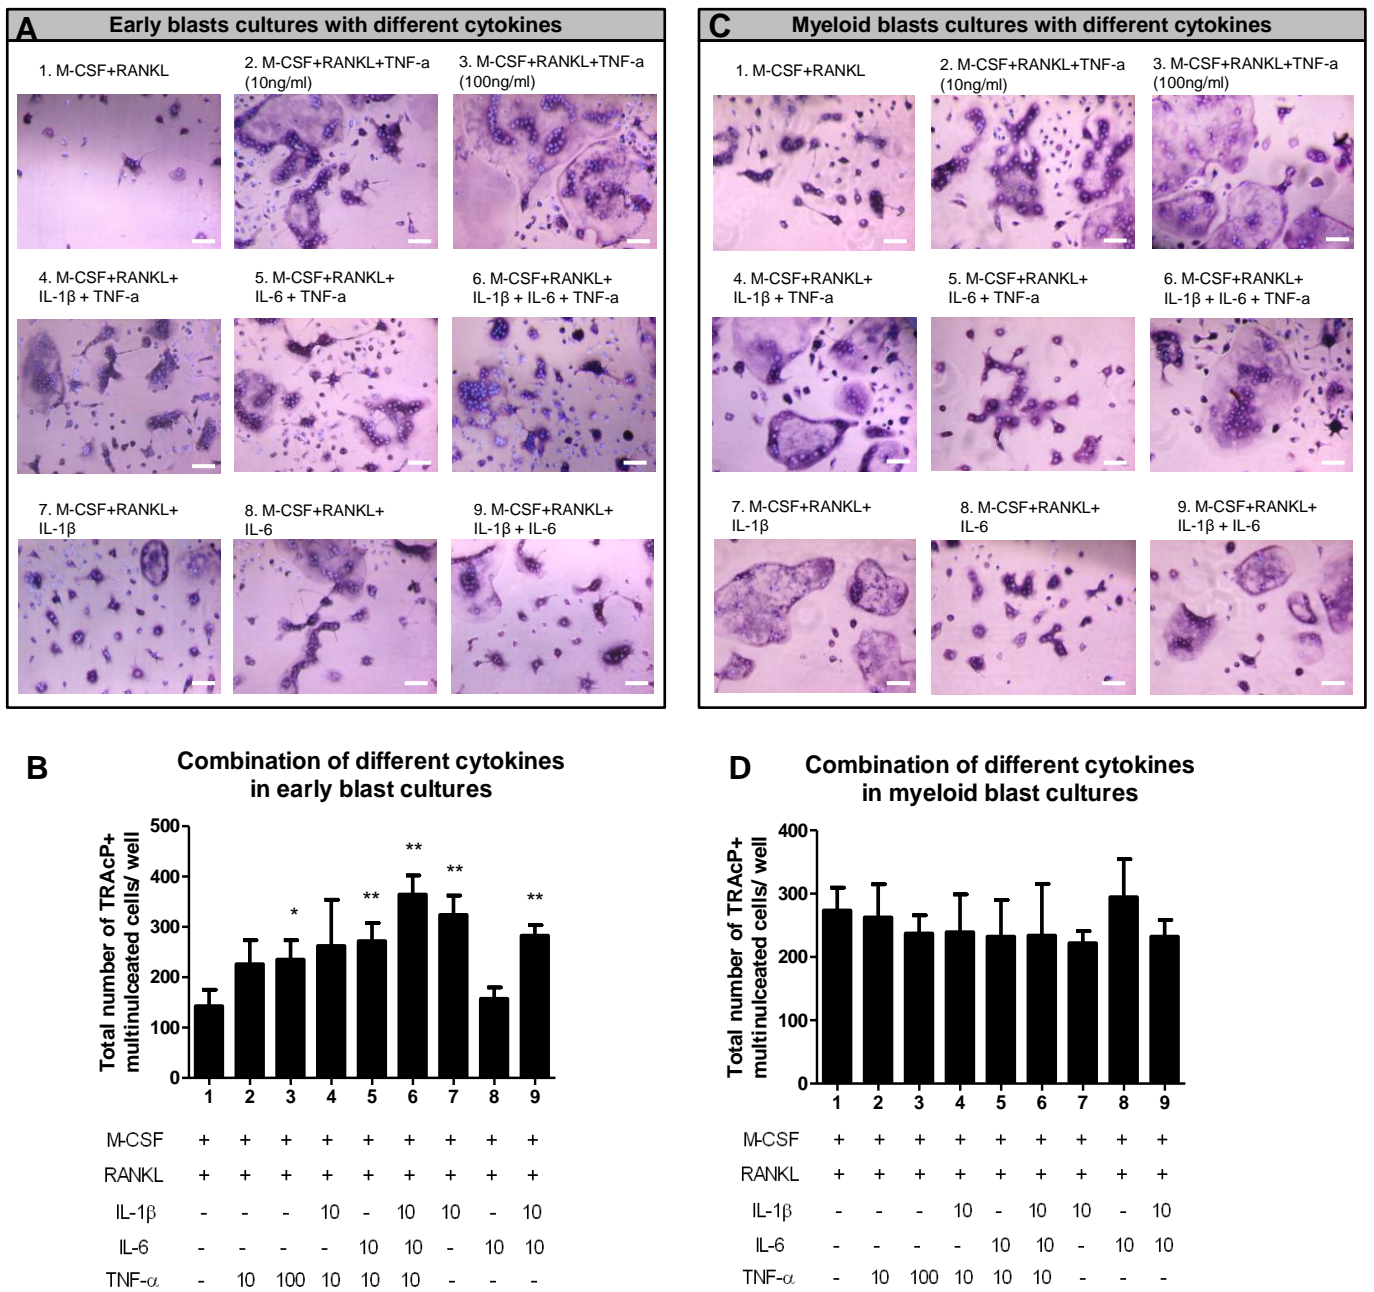 A Early blasts cultures with different cytokines
1. M-CSF+RANKL
2. M-CSF+RANKL+TNF-a
(10ng/ml)
3. M-CSF+RANKL+TNF-a
(100ng/ml)
4. M-CSF+RANKL+
IL-1β + TNF-a
5. M-CSF+RANKL+
IL-6 + TNF-a
6. M-CSF+RANKL+
IL-1β + IL-6 + TNF-a
7. M-CSF+RANKL+
IL-1β
8. M-CSF+RANKL+
IL-6
9. M-CSF+RANKL+
IL-1β + IL-6
C Myeloid blasts cultures with different cytokines
1. M-CSF+RANKL
2. M-CSF+RANKL+TNF-a
(10ng/ml)
3. M-CSF+RANKL+TNF-a
(100ng/ml)
4. M-CSF+RANKL+
IL-1β + TNF-a
5. M-CSF+RANKL+
IL-6 + TNF-a
6. M-CSF+RANKL+
IL-1β + IL-6 + TNF-a
7. M-CSF+RANKL+
IL-1β
8. M-CSF+RANKL+
IL-6
9. M-CSF+RANKL+
IL-1β + IL-6
B
Combination of different cytokines
in early blast cultures
Total number of TRAcP+
multinulceated cells/ well
500
400
300
200
100
0
* ** ** ** **
1 2 3 4 5 6 7 8 9
M-CSF + + + + + + + + +
RANKL + + + + + + + + +
IL-1β - - - 10 - 10 10 - 10
IL-6 - - - - 10 10 - 10 10
TNF-α - 10 100 10 10 10 - - -
D
Combination of different cytokines
in myeloid blast cultures
Total number of TRAcP+
multinulceated cells/ well
400
300
200
100
0
1 2 3 4 5 6 7 8 9
M-CSF + + + + + + + + +
RANKL + + + + + + + + +
IL-1β - - - 10 - 10 10 - 10
IL-6 - - - - 10 10 - 10 10
TNF-α - 10 100 10 10 10 - - -